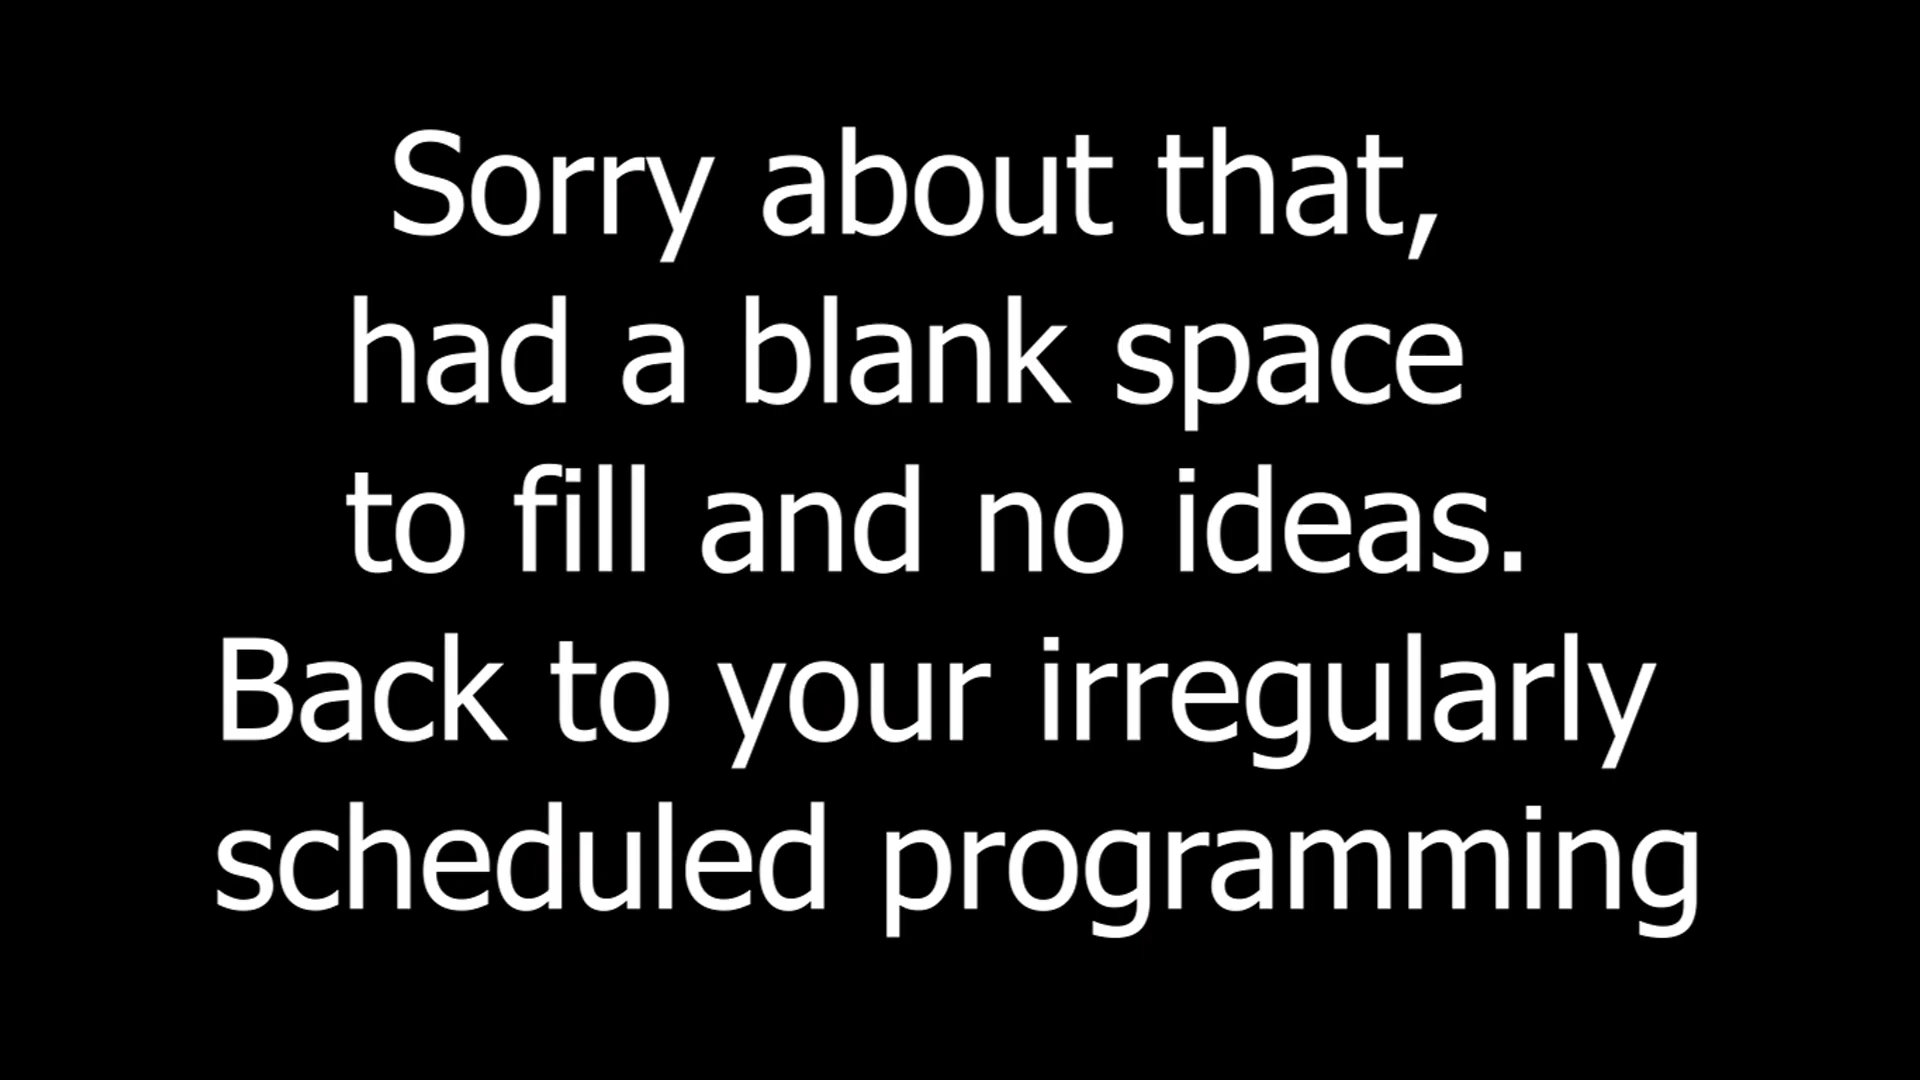 Sorry about that,
had a blank space
to fill and no ideas.
Back to your irregularly
scheduled programming